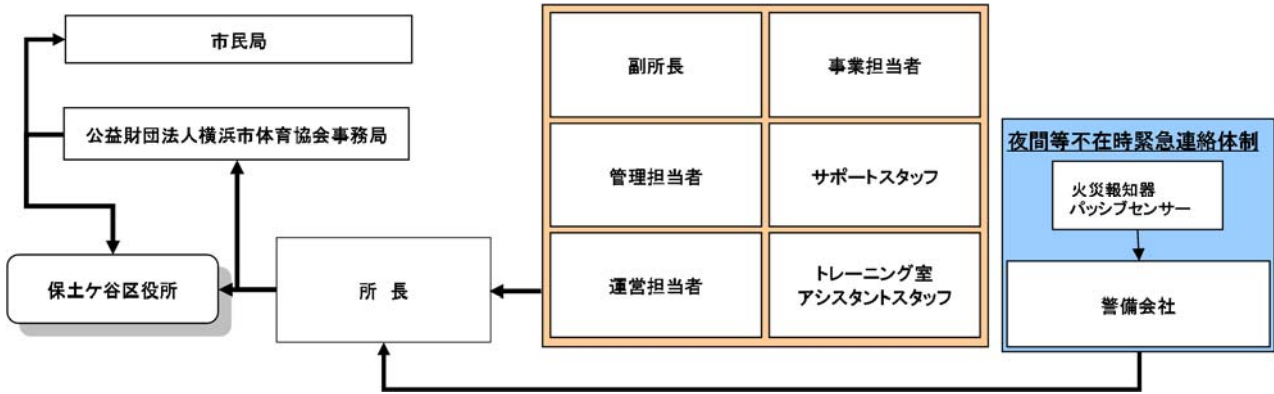 市民局
公益財団法人横浜市体育協会事務局
保土ケ谷区役所
所 長
副所長
事業担当者
管理担当者
サポートスタッフ
運営担当者
トレーニング室
アシスタントスタッフ
夜間等不在時緊急連絡体制
火災報知器
パッシブセンサー
警備会社